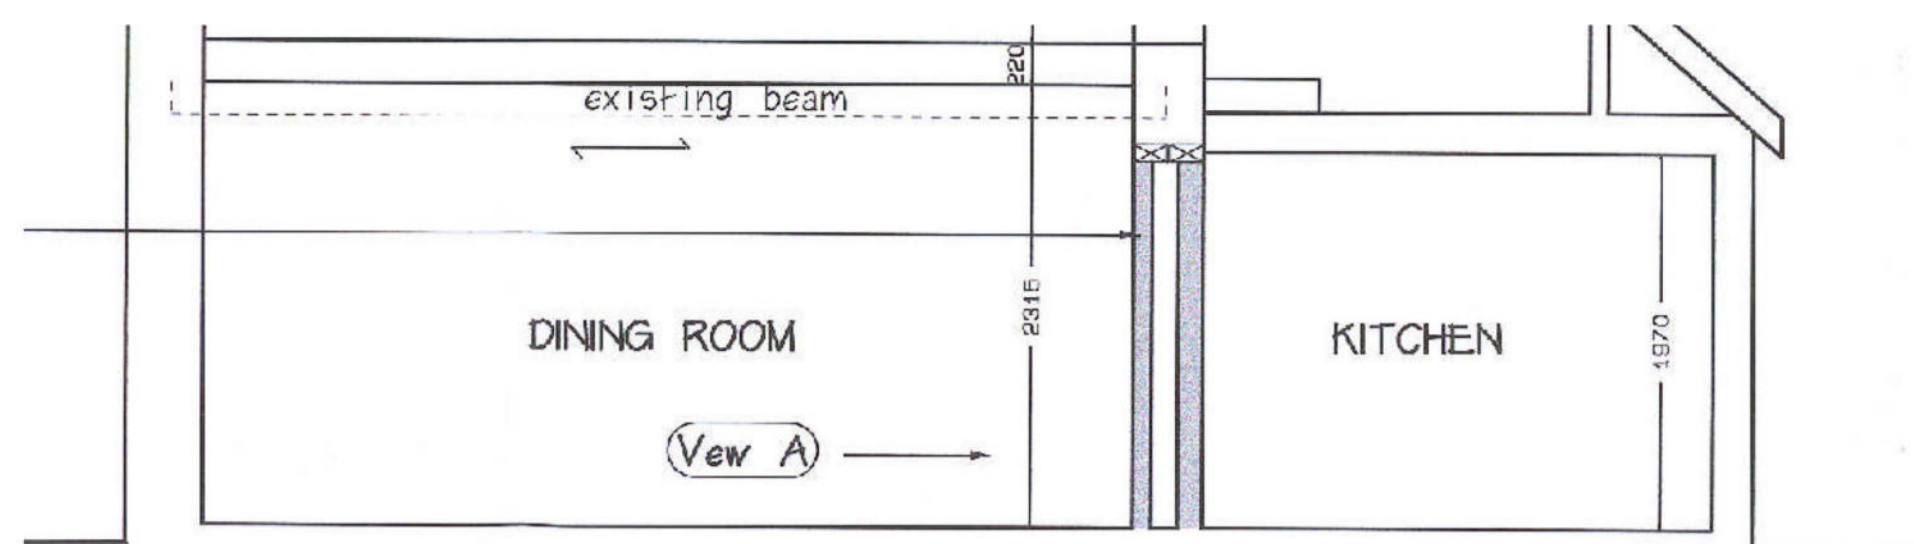 220
existing beam
2315
DINING ROOM
KITCHEN
1970
Vew A